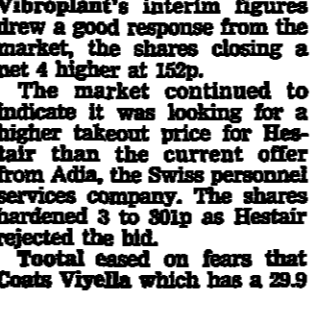 Vibroplant's interim figures
drew a good response from the
market, the shares closing a
net 4 higher at 152p.
The market continued to
indicate it was looking for a
higher takeout price for Hes-
tair than the current offer
from Adia, the Swiss personnel
services company. The shares
hardened 3 to 301p as Hestair
rejected the bid.
Tootal eased on fears that
Coats Viyella which has a 29.9